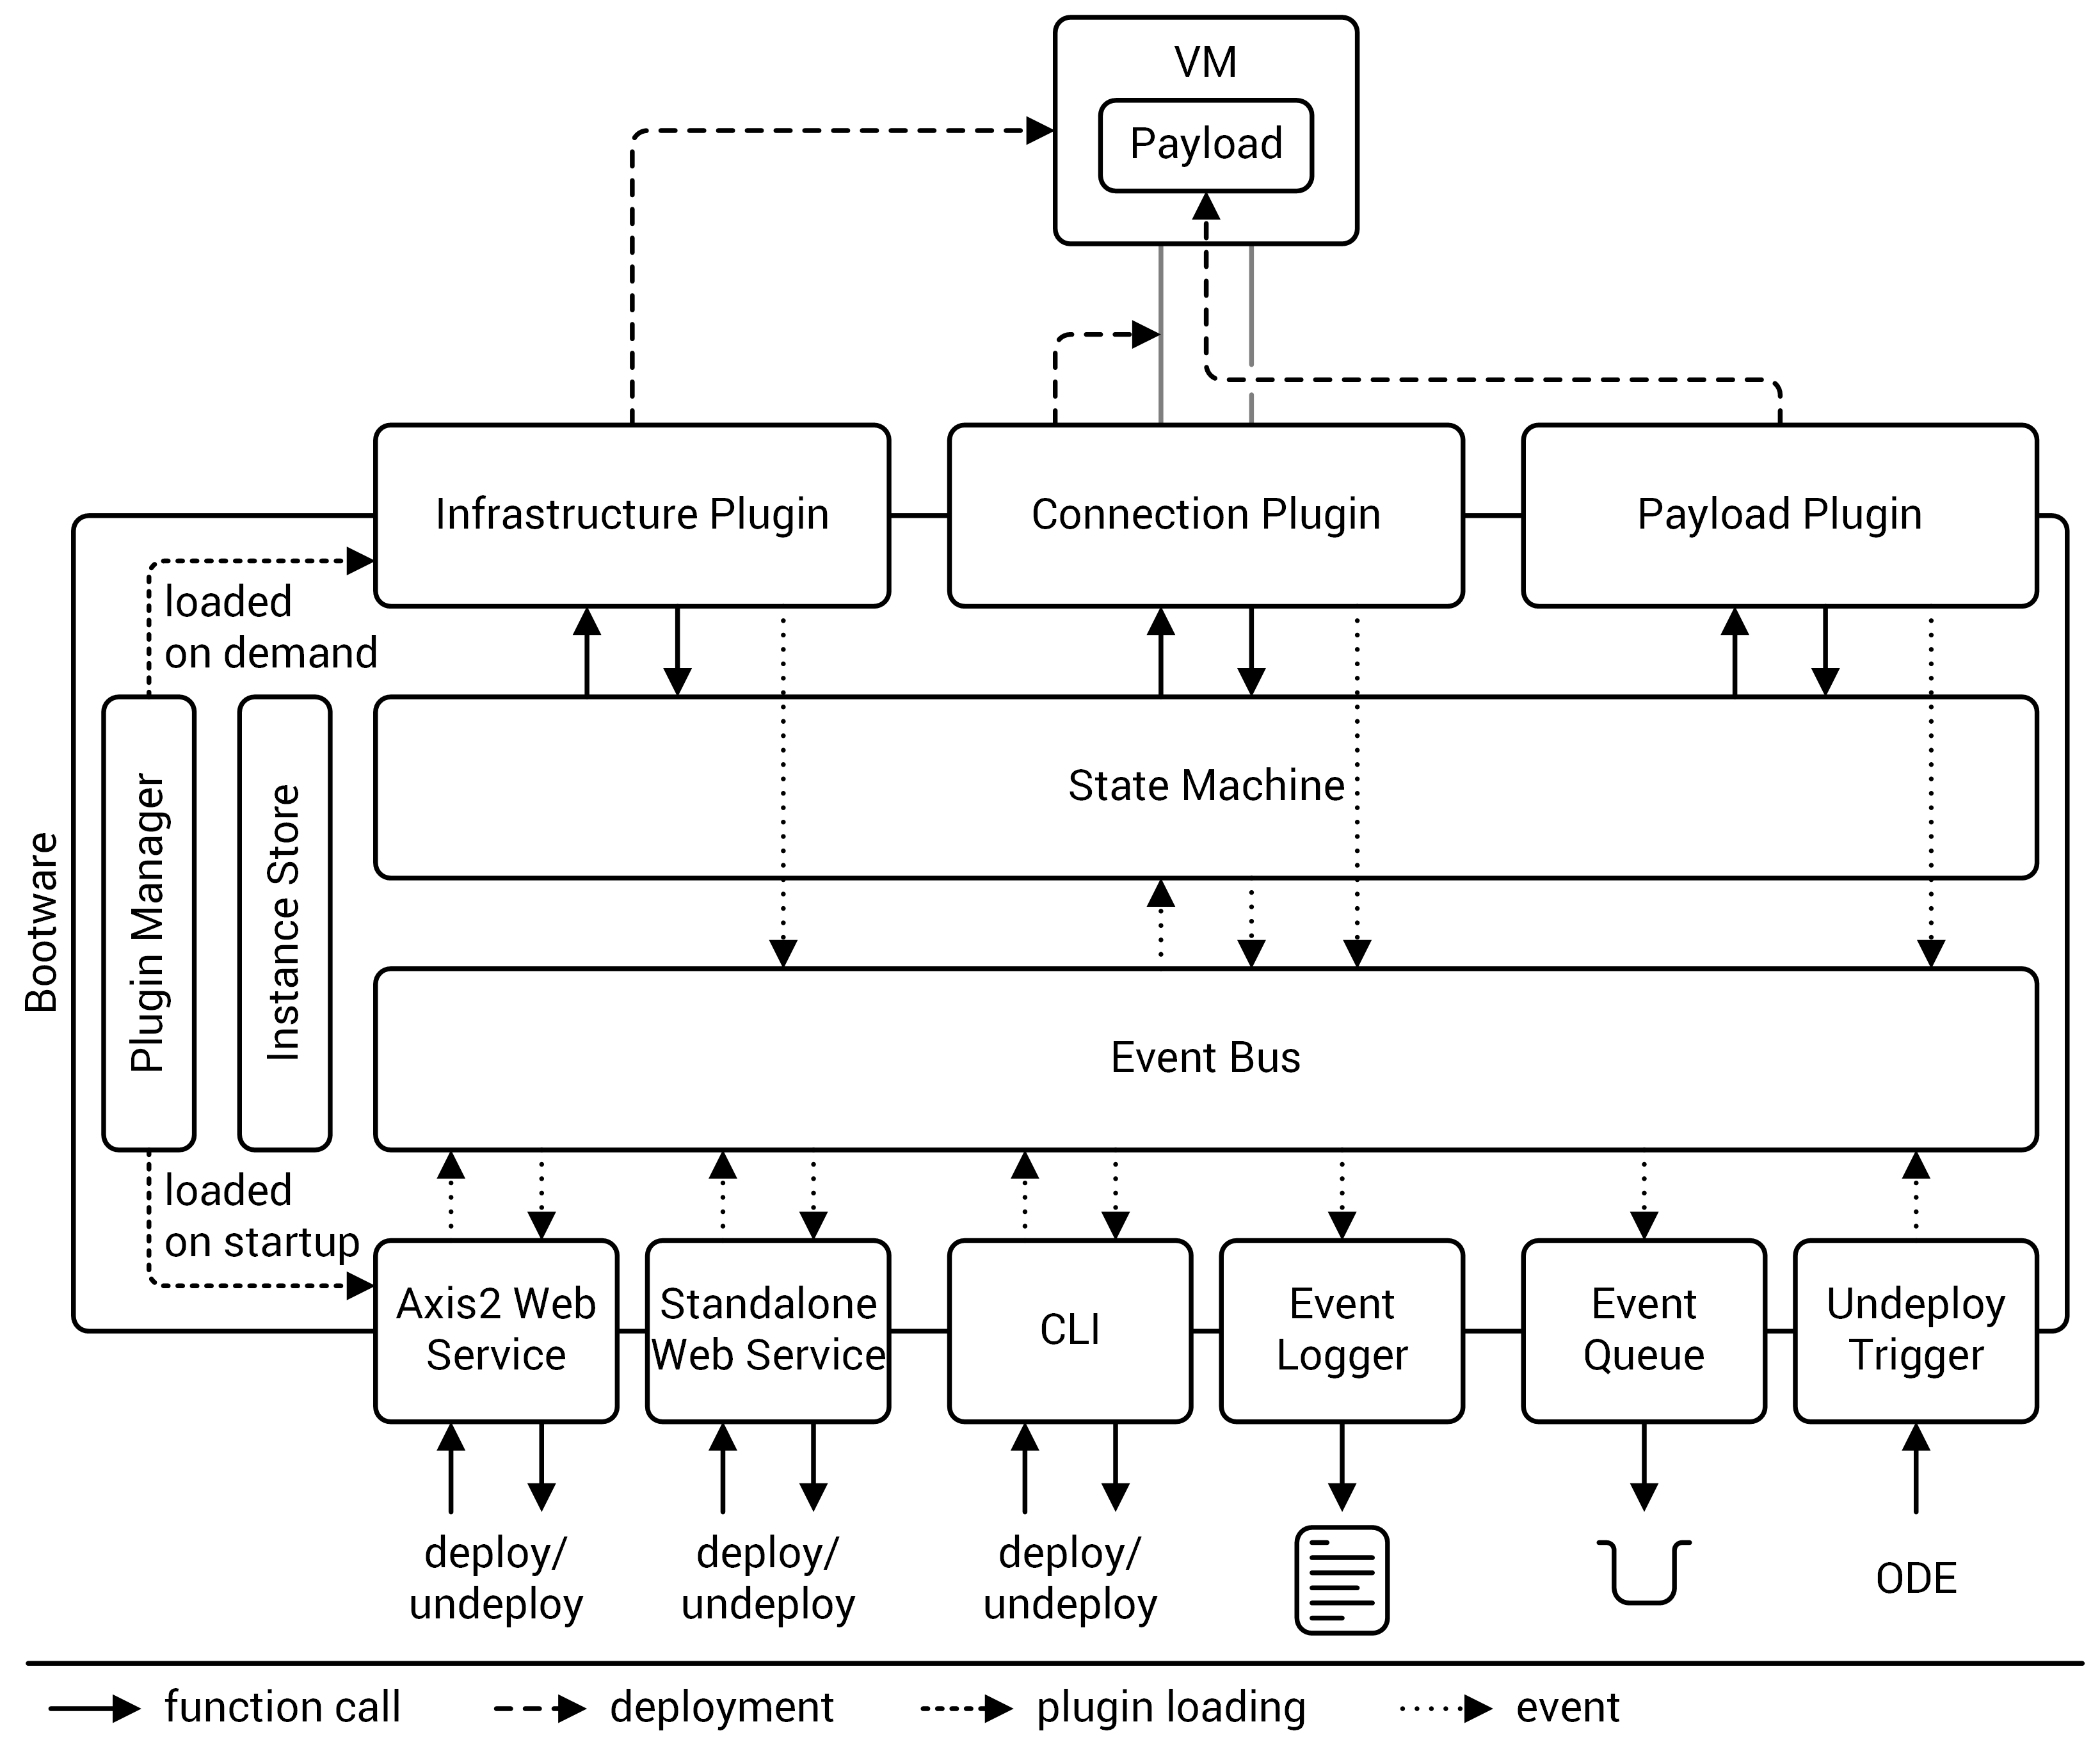 VM
Payload
Infrastructure Plugin
Connection Plugin
Payload Plugin
loaded
on demand
Bootware
Plugin Manager
Instance Store
State Machine
Event Bus
loaded
on startup
Axis2 Web
Service
Standalone
Web Service
CLI
Event
Logger
Event
Queue
Undeploy
Trigger
deploy/
undeploy
deploy/
undeploy
deploy/
undeploy
ODE
function call
deployment
plugin loading
event